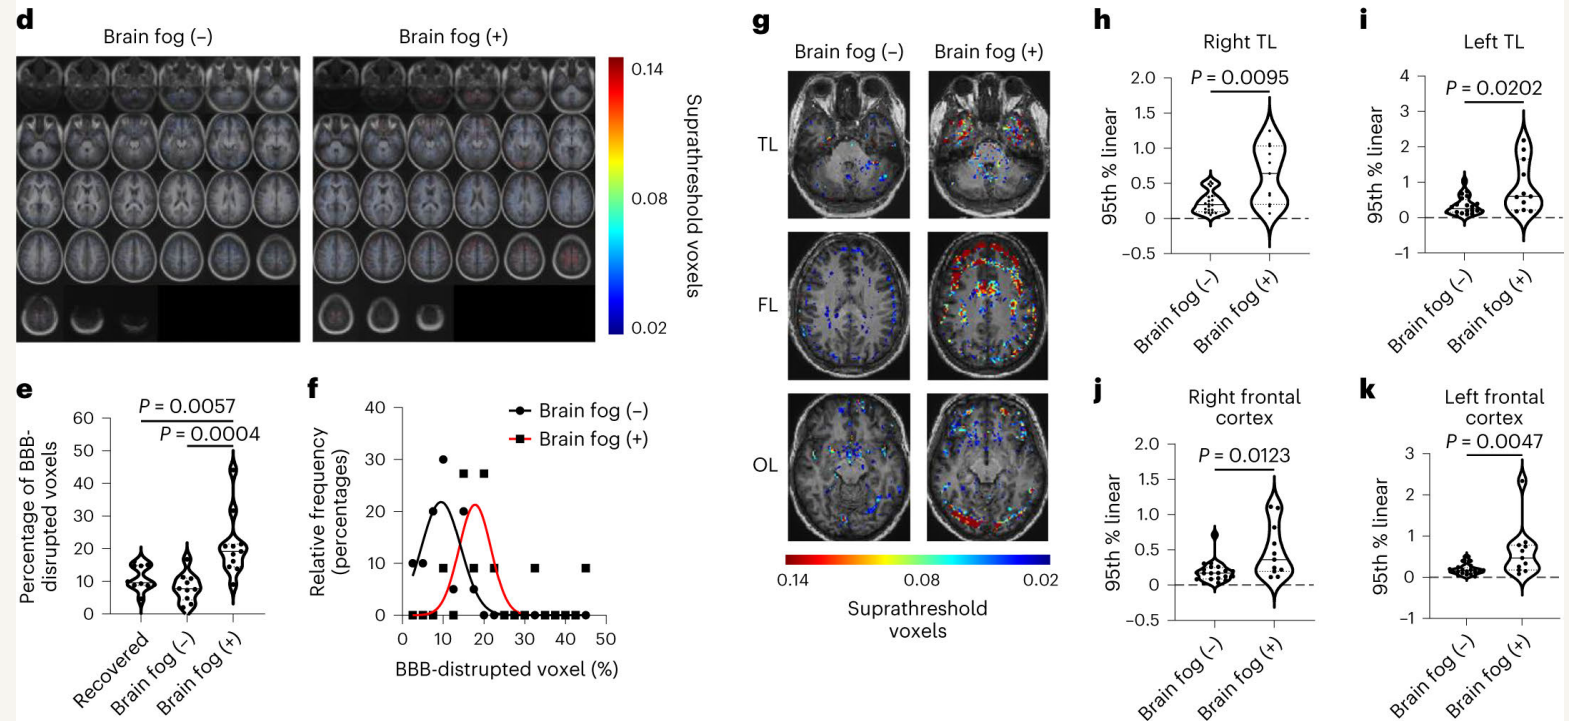 d
Brain fog (–)
Brain fog (+)
0.14
0.08
0.02
Suprathreshold voxels
e
P = 0.0057
P = 0.0004
60
50
40
30
20
10
0
Percentage of BBB-
disrupted voxels
Recovered
Brain fog (–)
Brain fog (+)
f
40
30
20
10
0
Relative frequency
(percentages)
Brain fog (–)
Brain fog (+)
0
10
20
30
40
50
BBB-distrupted voxel (%)
g
Brain fog (–)
Brain fog (+)
TL
FL
OL
0.14
0.08
0.02
Suprathreshold
voxels
h
Right TL
P = 0.0095
2.0
1.5
1.0
0.5
0
–0.5
95th % linear
Brain fog (–)
Brain fog (+)
i
Left TL
P = 0.0202
4
3
2
1
0
–1
95th % linear
Brain fog (–)
Brain fog (+)
j
Right frontal
cortex
P = 0.0123
2.0
1.5
1.0
0.5
0
–0.5
95th % linear
Brain fog (–)
Brain fog (+)
k
Left frontal
cortex
P = 0.0047
3
2
1
0
–1
95th % linear
Brain fog (–)
Brain fog (+)